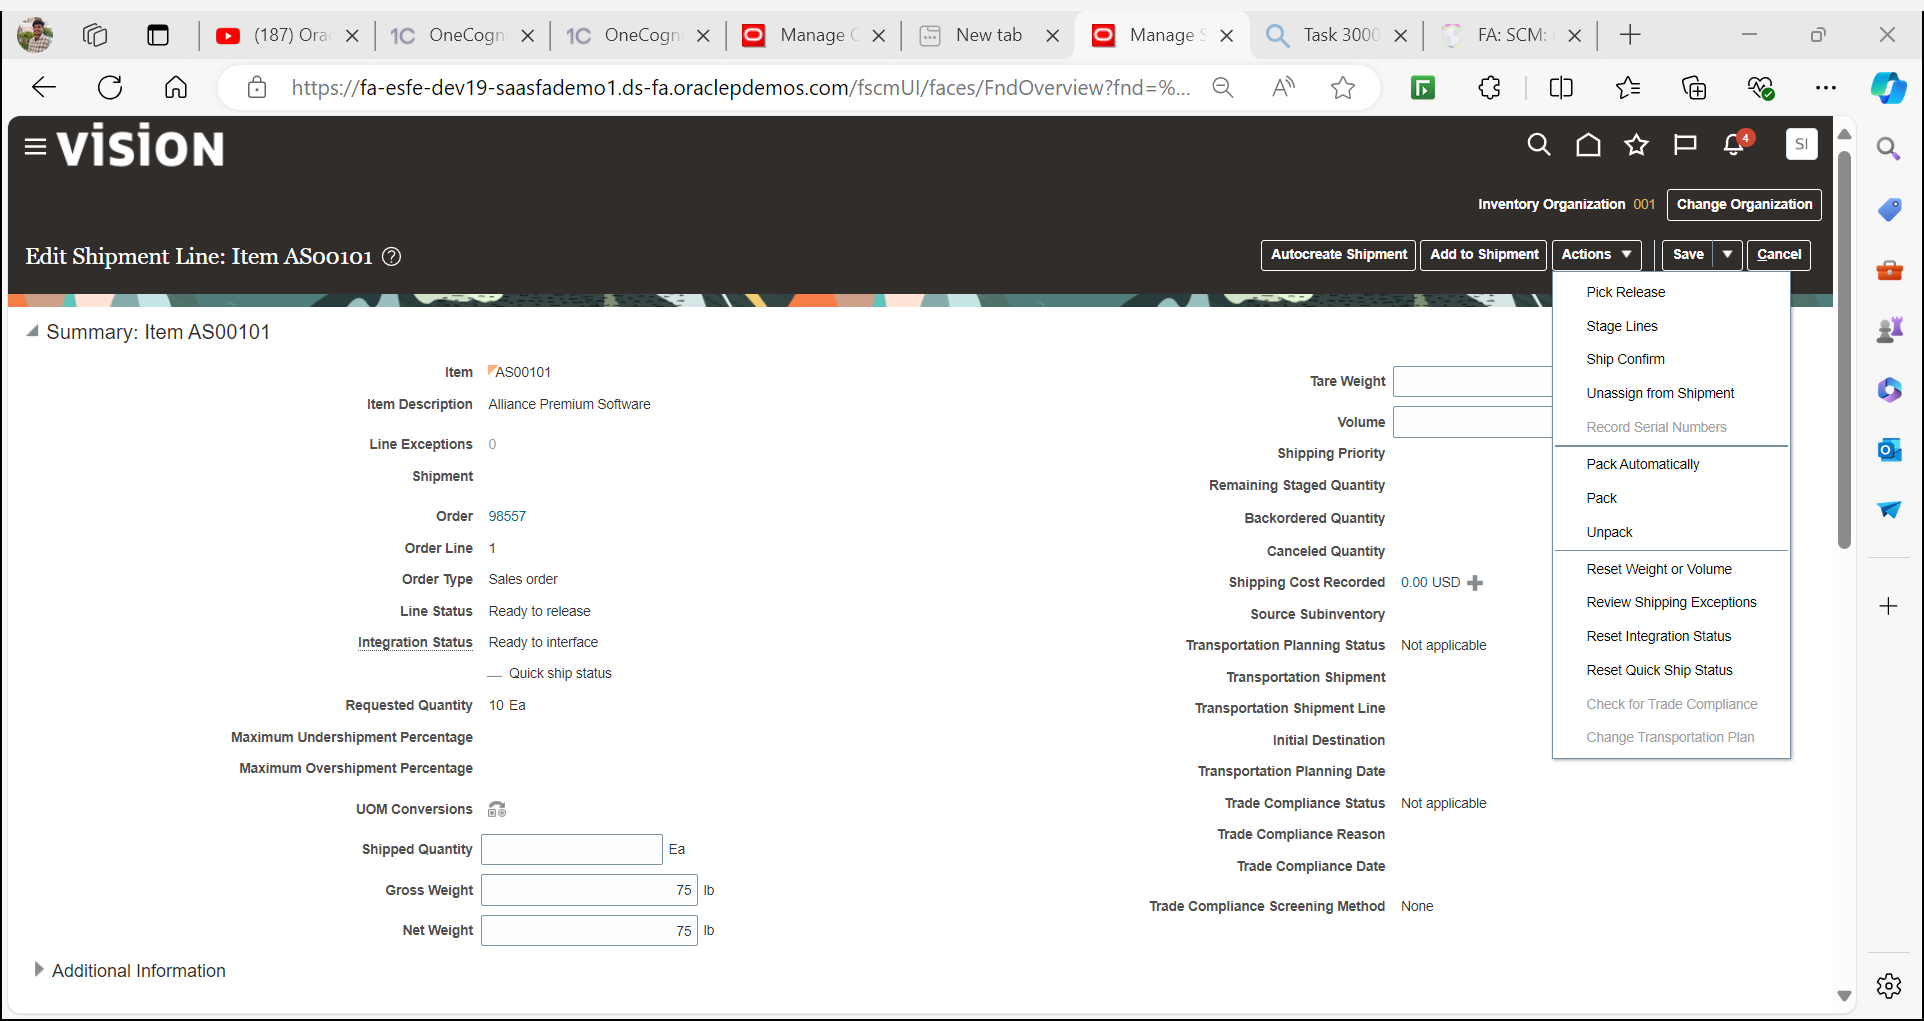 (187) Ora
OneCogni
OneCogn
Manage
New tab
Manage S
Task 3000
FA: SCM:
https://fa-esfe-dev19-saasfademo1.ds-fa.oraclepdemos.com/fscmUI/faces/FndOverview?fnd=%...
VISION
4
SI
Inventory Organization 001 Change Organization
Edit Shipment Line: Item AS00101
Autocreate Shipment Add to Shipment Actions Save Cancel
Pick Release
Stage Lines
Ship Confirm
Unassign from Shipment
Record Serial Numbers
Pack Automatically
Pack
Unpack
Reset Weight or Volume
Review Shipping Exceptions
Reset Integration Status
Reset Quick Ship Status
Check for Trade Compliance
Change Transportation Plan
Summary: Item AS00101
Item AS00101
Item Description Alliance Premium Software
Line Exceptions 0
Shipment
Order 98557
Order Line 1
Order Type Sales order
Line Status Ready to release
Integration Status Ready to interface
Quick ship status
Requested Quantity 10 Ea
Maximum Undershipment Percentage
Maximum Overshipment Percentage
UOM Conversions
Shipped Quantity Ea
Gross Weight 75 lb
Net Weight 75 lb
Tare Weight
Volume
Shipping Priority
Remaining Staged Quantity
Backordered Quantity
Canceled Quantity
Shipping Cost Recorded 0.00 USD
Source Subinventory
Transportation Planning Status Not applicable
Transportation Shipment
Transportation Shipment Line
Initial Destination
Transportation Planning Date
Trade Compliance Status Not applicable
Trade Compliance Reason
Trade Compliance Date
Trade Compliance Screening Method None
Additional Information